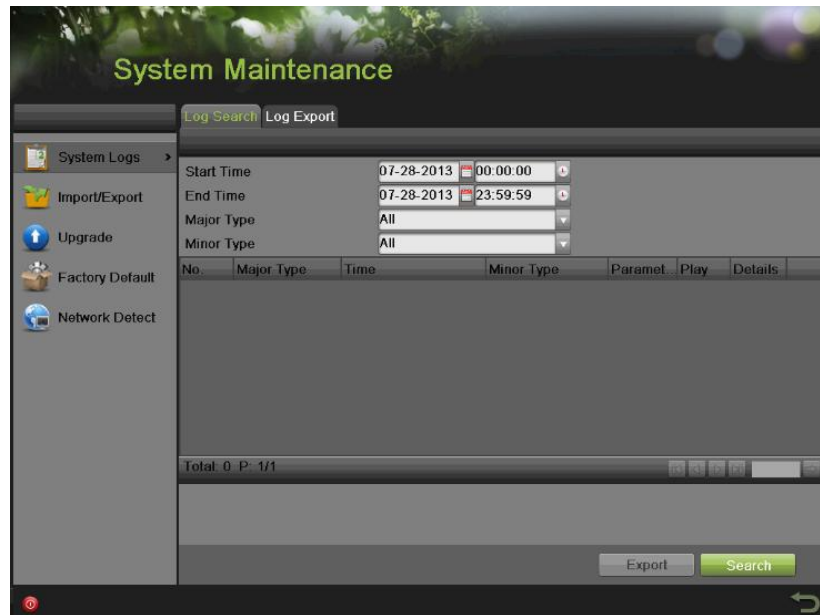 System Maintenance
Log Search Log Export
System Logs >
Import/Export
Upgrade
Factory Default
Network Detect
Start Time 07-28-2013 00:00:00
End Time 07-28-2013 23:59:59
Major Type All
Minor Type All
No. Major Type Time Minor Type Paramet... Play Details
Total: 0 P: 1/1
Export Search